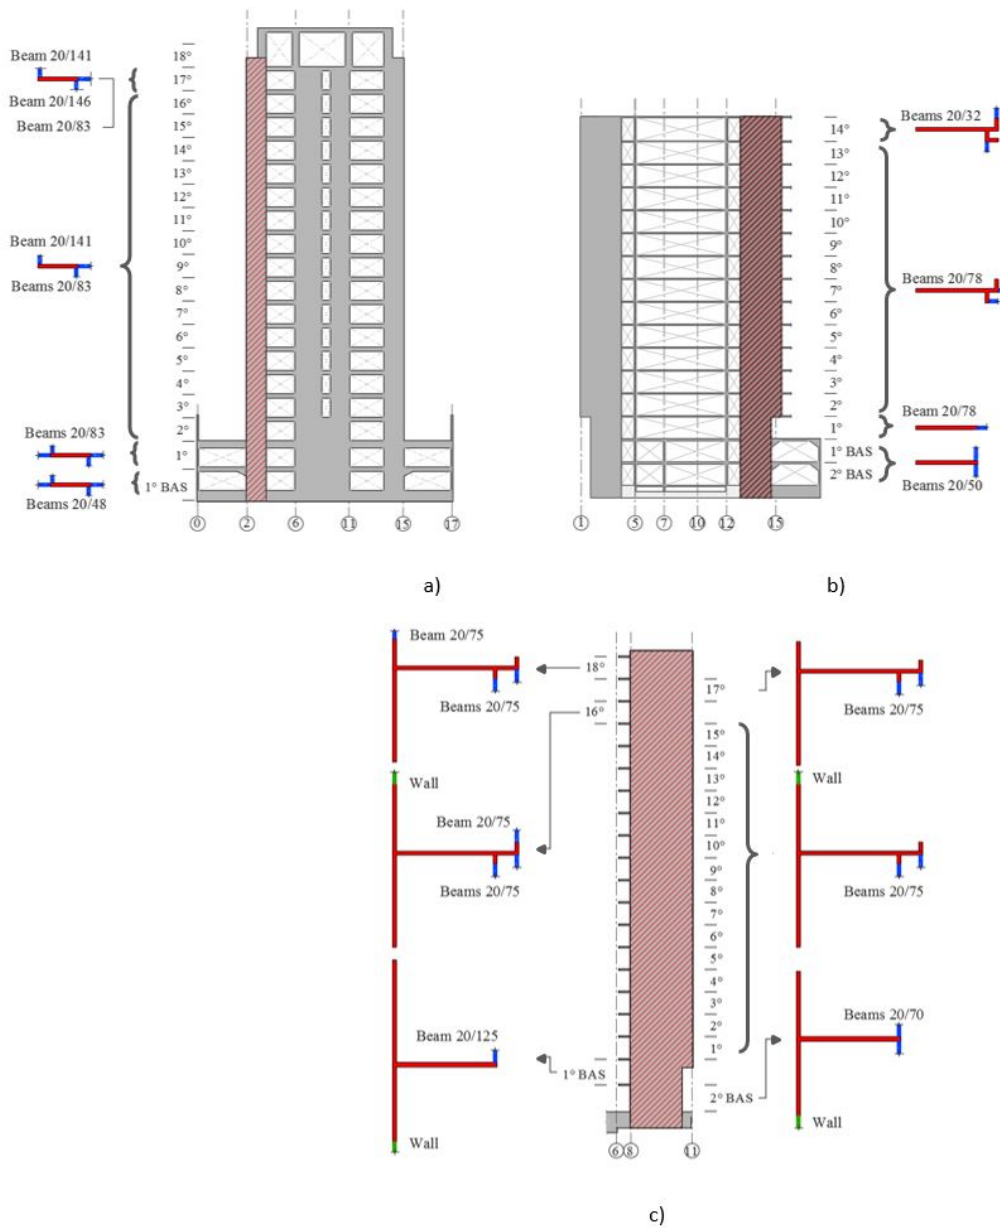 Beam 20/141
Beam 20/146
Beam 20/83
Beam 20/141
Beams 20/83
Beams 20/83
Beams 20/48
18°
17°
16°
15°
14°
13°
12°
11°
10°
9°
8°
7°
6°
5°
4°
3°
2°
1°
1° BAS
0 2 6 11 15 17
a)
14°
13°
12°
11°
10°
9°
8°
7°
6°
5°
4°
3°
2°
1°
1° BAS
2° BAS
Beams 20/32
Beams 20/78
Beam 20/78
Beams 20/50
1 5 7 10 12 15
b)
Beam 20/75
Beams 20/75
Wall
Beam 20/75
Beams 20/75
Beam 20/125
Wall
18°
16°
1° BAS
17°
15°
14°
13°
12°
11°
10°
9°
8°
7°
6°
5°
4°
3°
2°
1°
2° BAS
6 8 11
Beams 20/75
Wall
Beams 20/75
Beams 20/70
Wall
c)